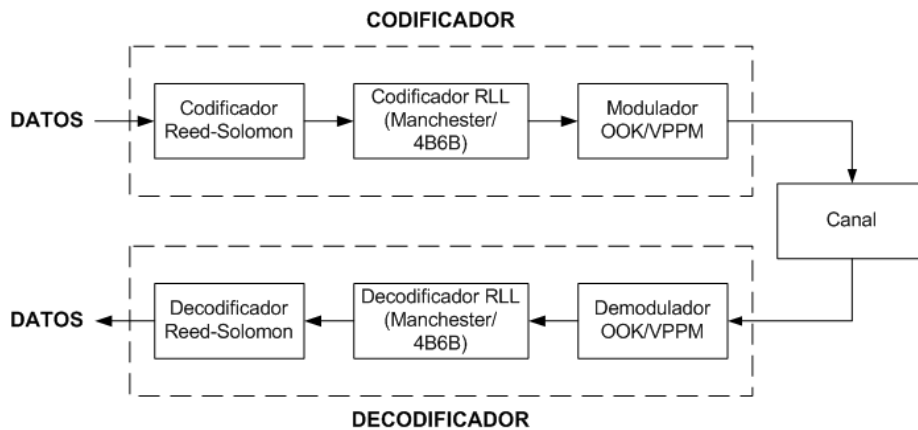 CODIFICADOR
DATOS
Codificador
Reed-Solomon
Codificador RLL
(Manchester/
4B6B)
Modulador
OOK/VPPM
Canal
DATOS
Decodificador
Reed-Solomon
Decodificador RLL
(Manchester/
4B6B)
Demodulador
OOK/VPPM
DECODIFICADOR